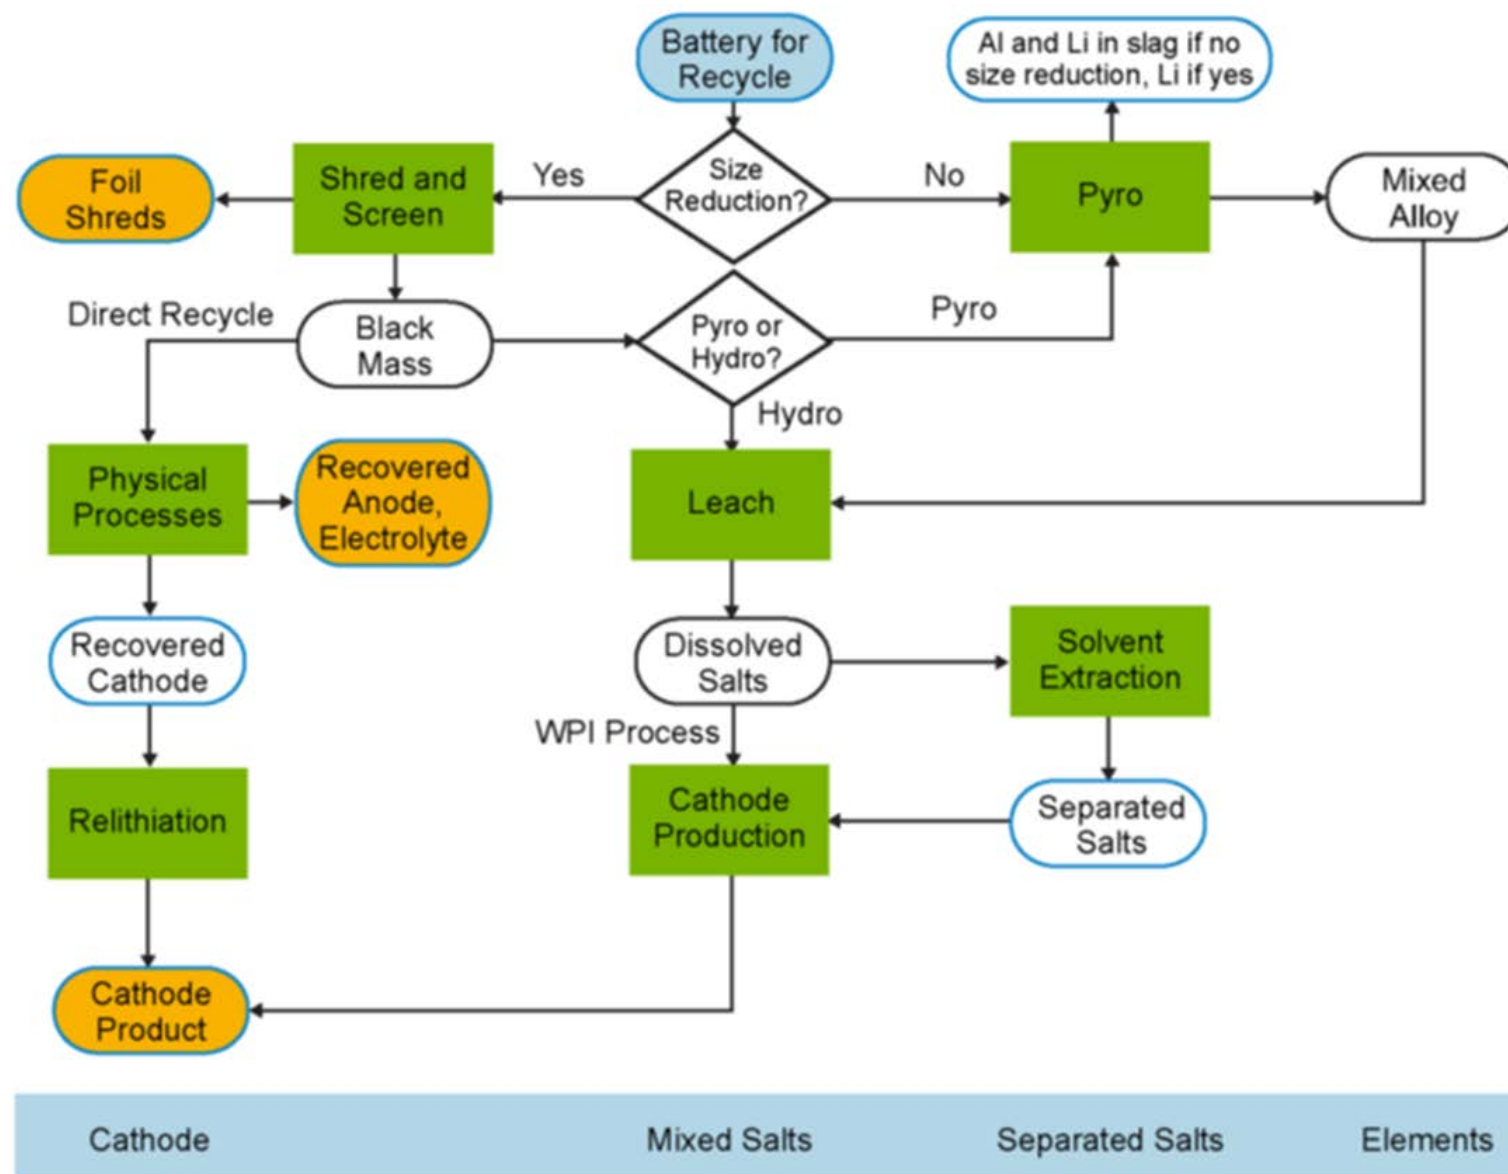 Battery for
Recycle
Al and Li in slag if no
size reduction, Li if yes
Foil
Shreds
Shred and
Screen
Yes
Size
Reduction?
No
Pyro
Mixed
Alloy
Direct Recycle
Black
Mass
Pyro or
Hydro?
Pyro
Hydro
Physical
Processes
Recovered
Anode,
Electrolyte
Leach
Recovered
Cathode
Dissolved
Salts
Solvent
Extraction
WPI Process
Relithiation
Cathode
Production
Separated
Salts
Cathode
Product
Cathode
Mixed Salts
Separated Salts
Elements